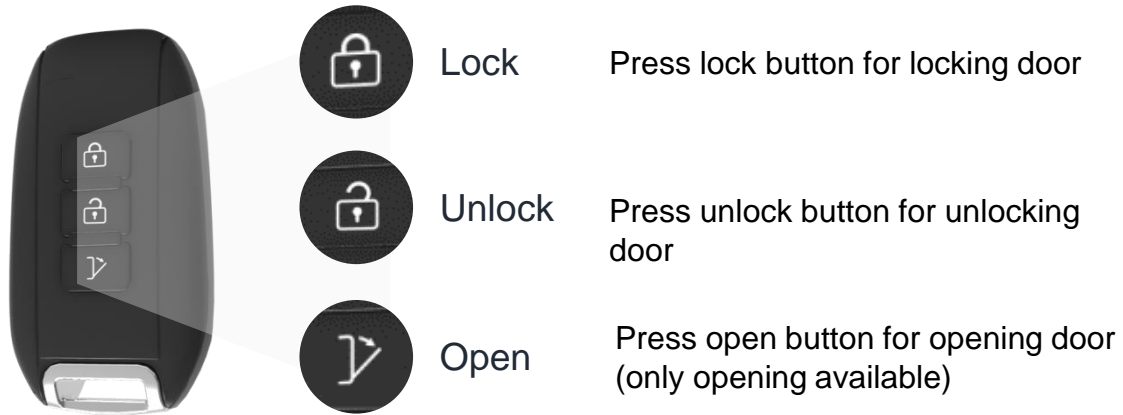 Lock
Press lock button for locking door
Unlock
Press unlock button for unlocking
door
Open
Press open button for opening door
(only opening available)